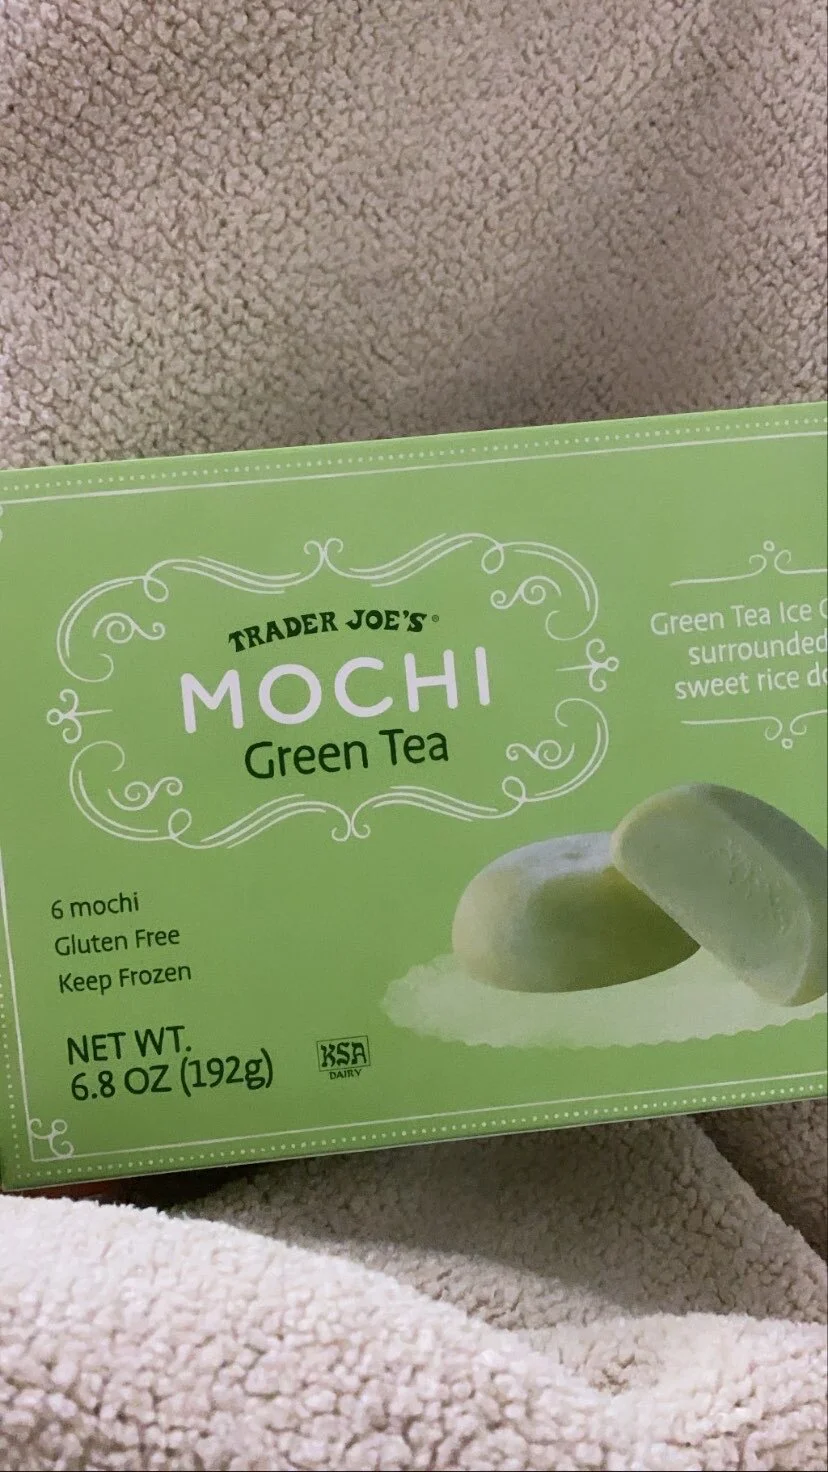 TRADER JOE'S
MOCHI
Green Tea
Green Tea Ice
surrounded
sweet rice
6 mochi
Gluten Free
Keep Frozen
NET WT.
6.8 OZ (192g)
KSA
DAIRY